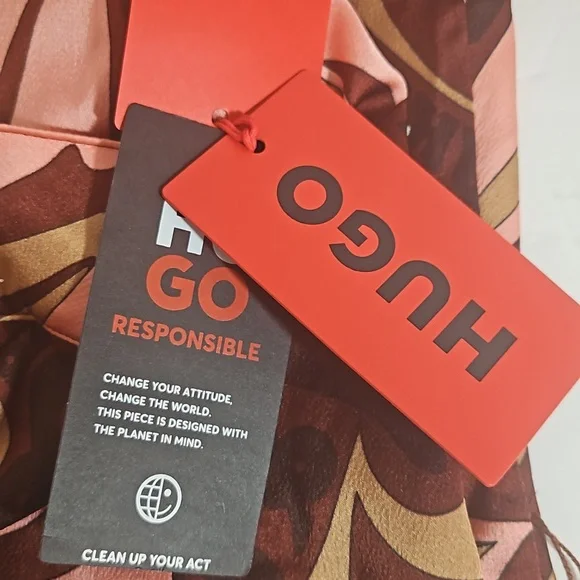 HUGO
GO
RESPONSIBLE
CHANGE YOUR ATTITUDE,
CHANGE THE WORLD.
THIS PIECE IS DESIGNED WITH
THE PLANET IN MIND.
CLEAN UP YOUR ACT